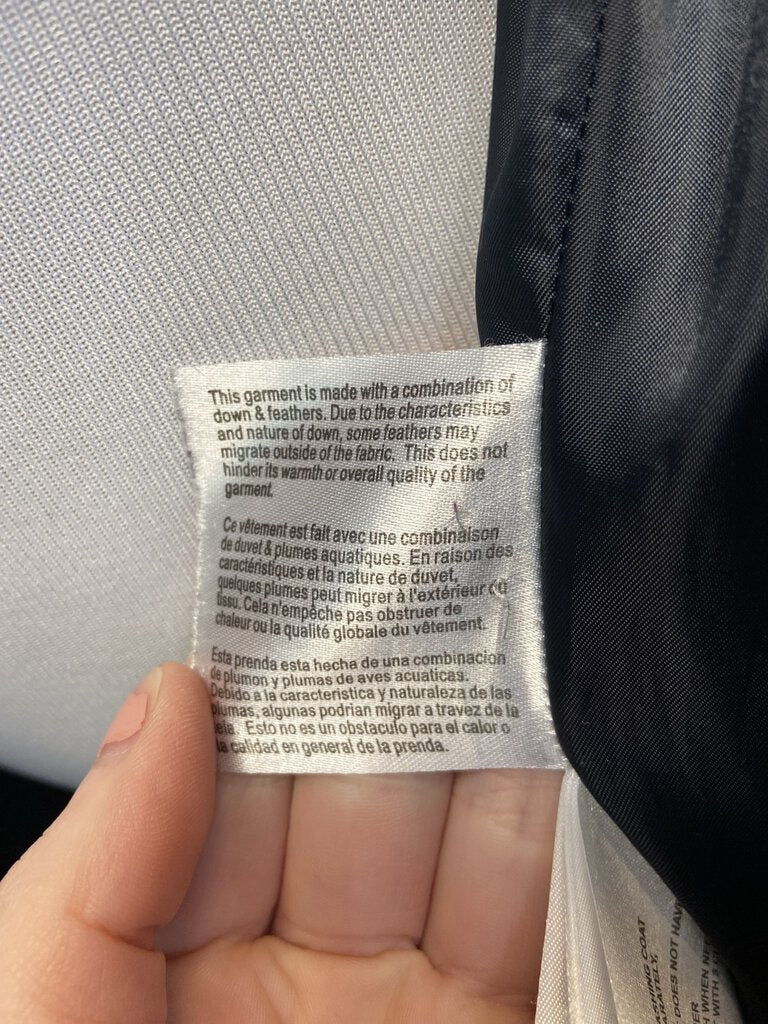 This garment is made with a combination of
down & feathers. Due to the characteristics
and nature of down, some feathers may
migrate outside of the fabric. This does not
hinder its warmth or overall quality of the
garment.
Ce vêtement est fait avec une combinaison
de duvet & plumes aquatiques. En raison des
caractéristiques et la nature de duvet,
quelques plumes peut migrer à l'extérieur du
tissu. Cela n'empêche pas obstruer de
chaleur ou la qualité globale du vêtement.
Esta prenda esta hecha de una combinacion
de plumon y plumas de aves acuaticas.
Debido a la caracteristica y naturaleza de las
plumas, algunas podrian migrar a travez de la
tela. Esto no es un obstaculo para el calor o
la calidad en general de la prenda.
COAT
DOES NOT
WHEN
WITH